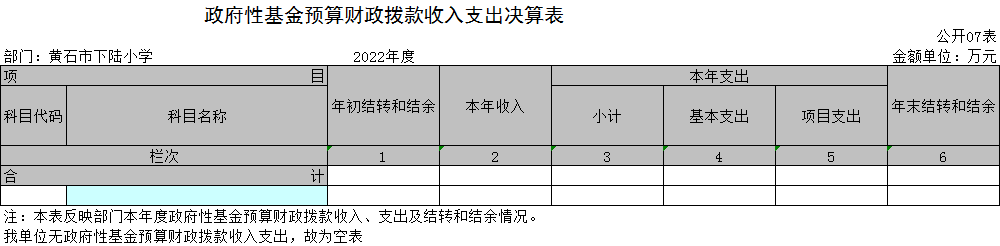 政府性基金预算财政拨款收入支出决算表
公开07表
部门：黄石市下陆小学 2022年度 金额单位：万元
项 目 年初结转和结余 本年收入 本年支出 年末结转和结余
科目代码 科目名称 小计 基本支出 项目支出
栏次 1 2 3 4 5 6
合 计
注：本表反映部门本年度政府性基金预算财政拨款收入、支出及结转和结余情况。
我单位无政府性基金预算财政拨款收入支出，故为空表